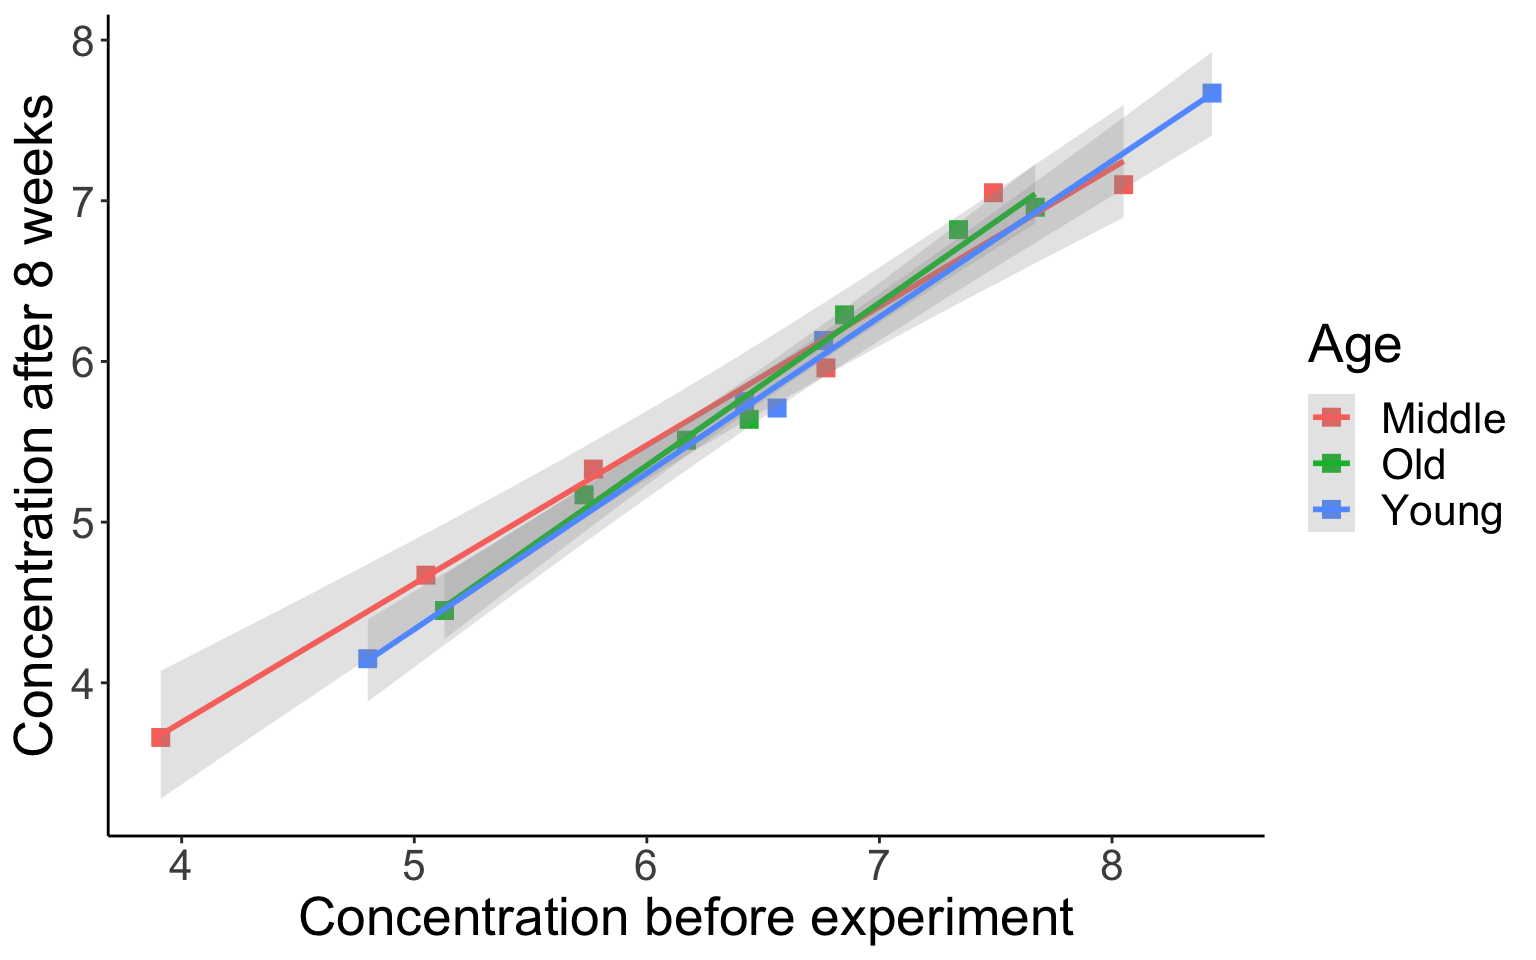 Concentration after 8 weeks
8
7
6
5
4
4 5 6 7 8
Concentration before experiment
Age
Middle
Old
Young